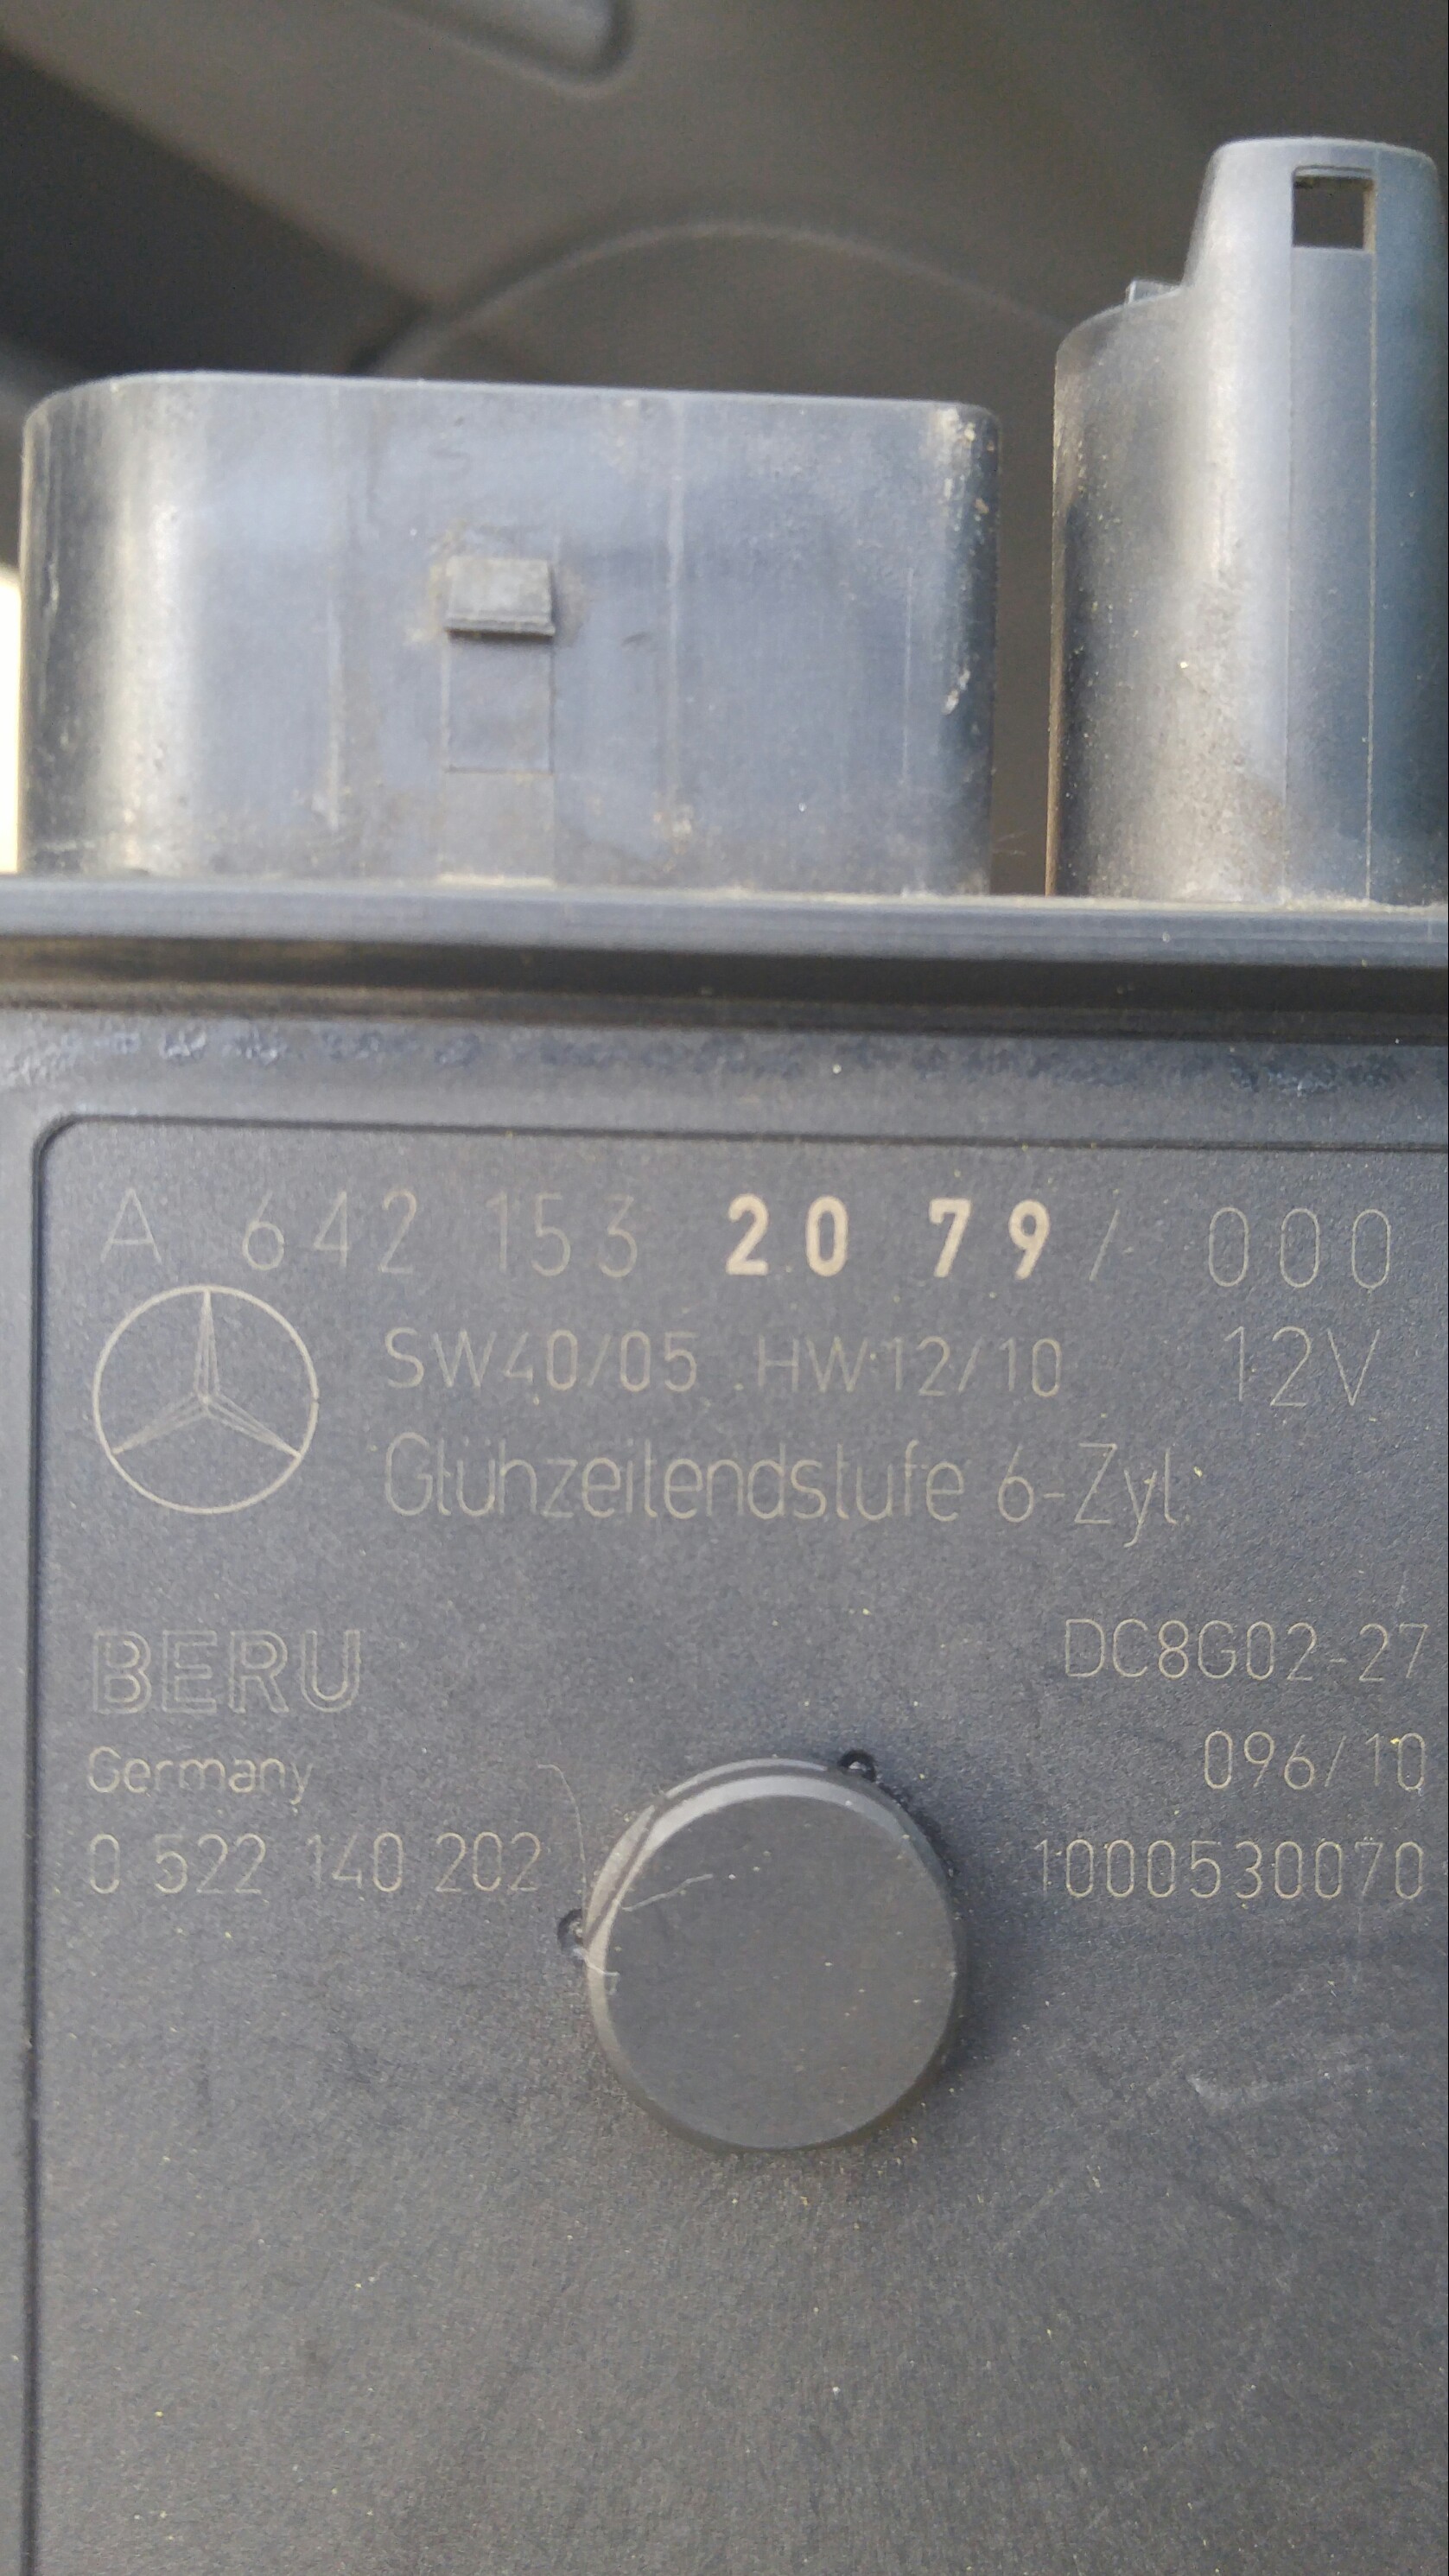 A 642 153 20 79 / 000
SW40/05 HW12/10 12V
Glühzeitendstufe 6-Zyl.
BERU DC8G02-27
Germany 096/10
0 522 140 202 1000530070